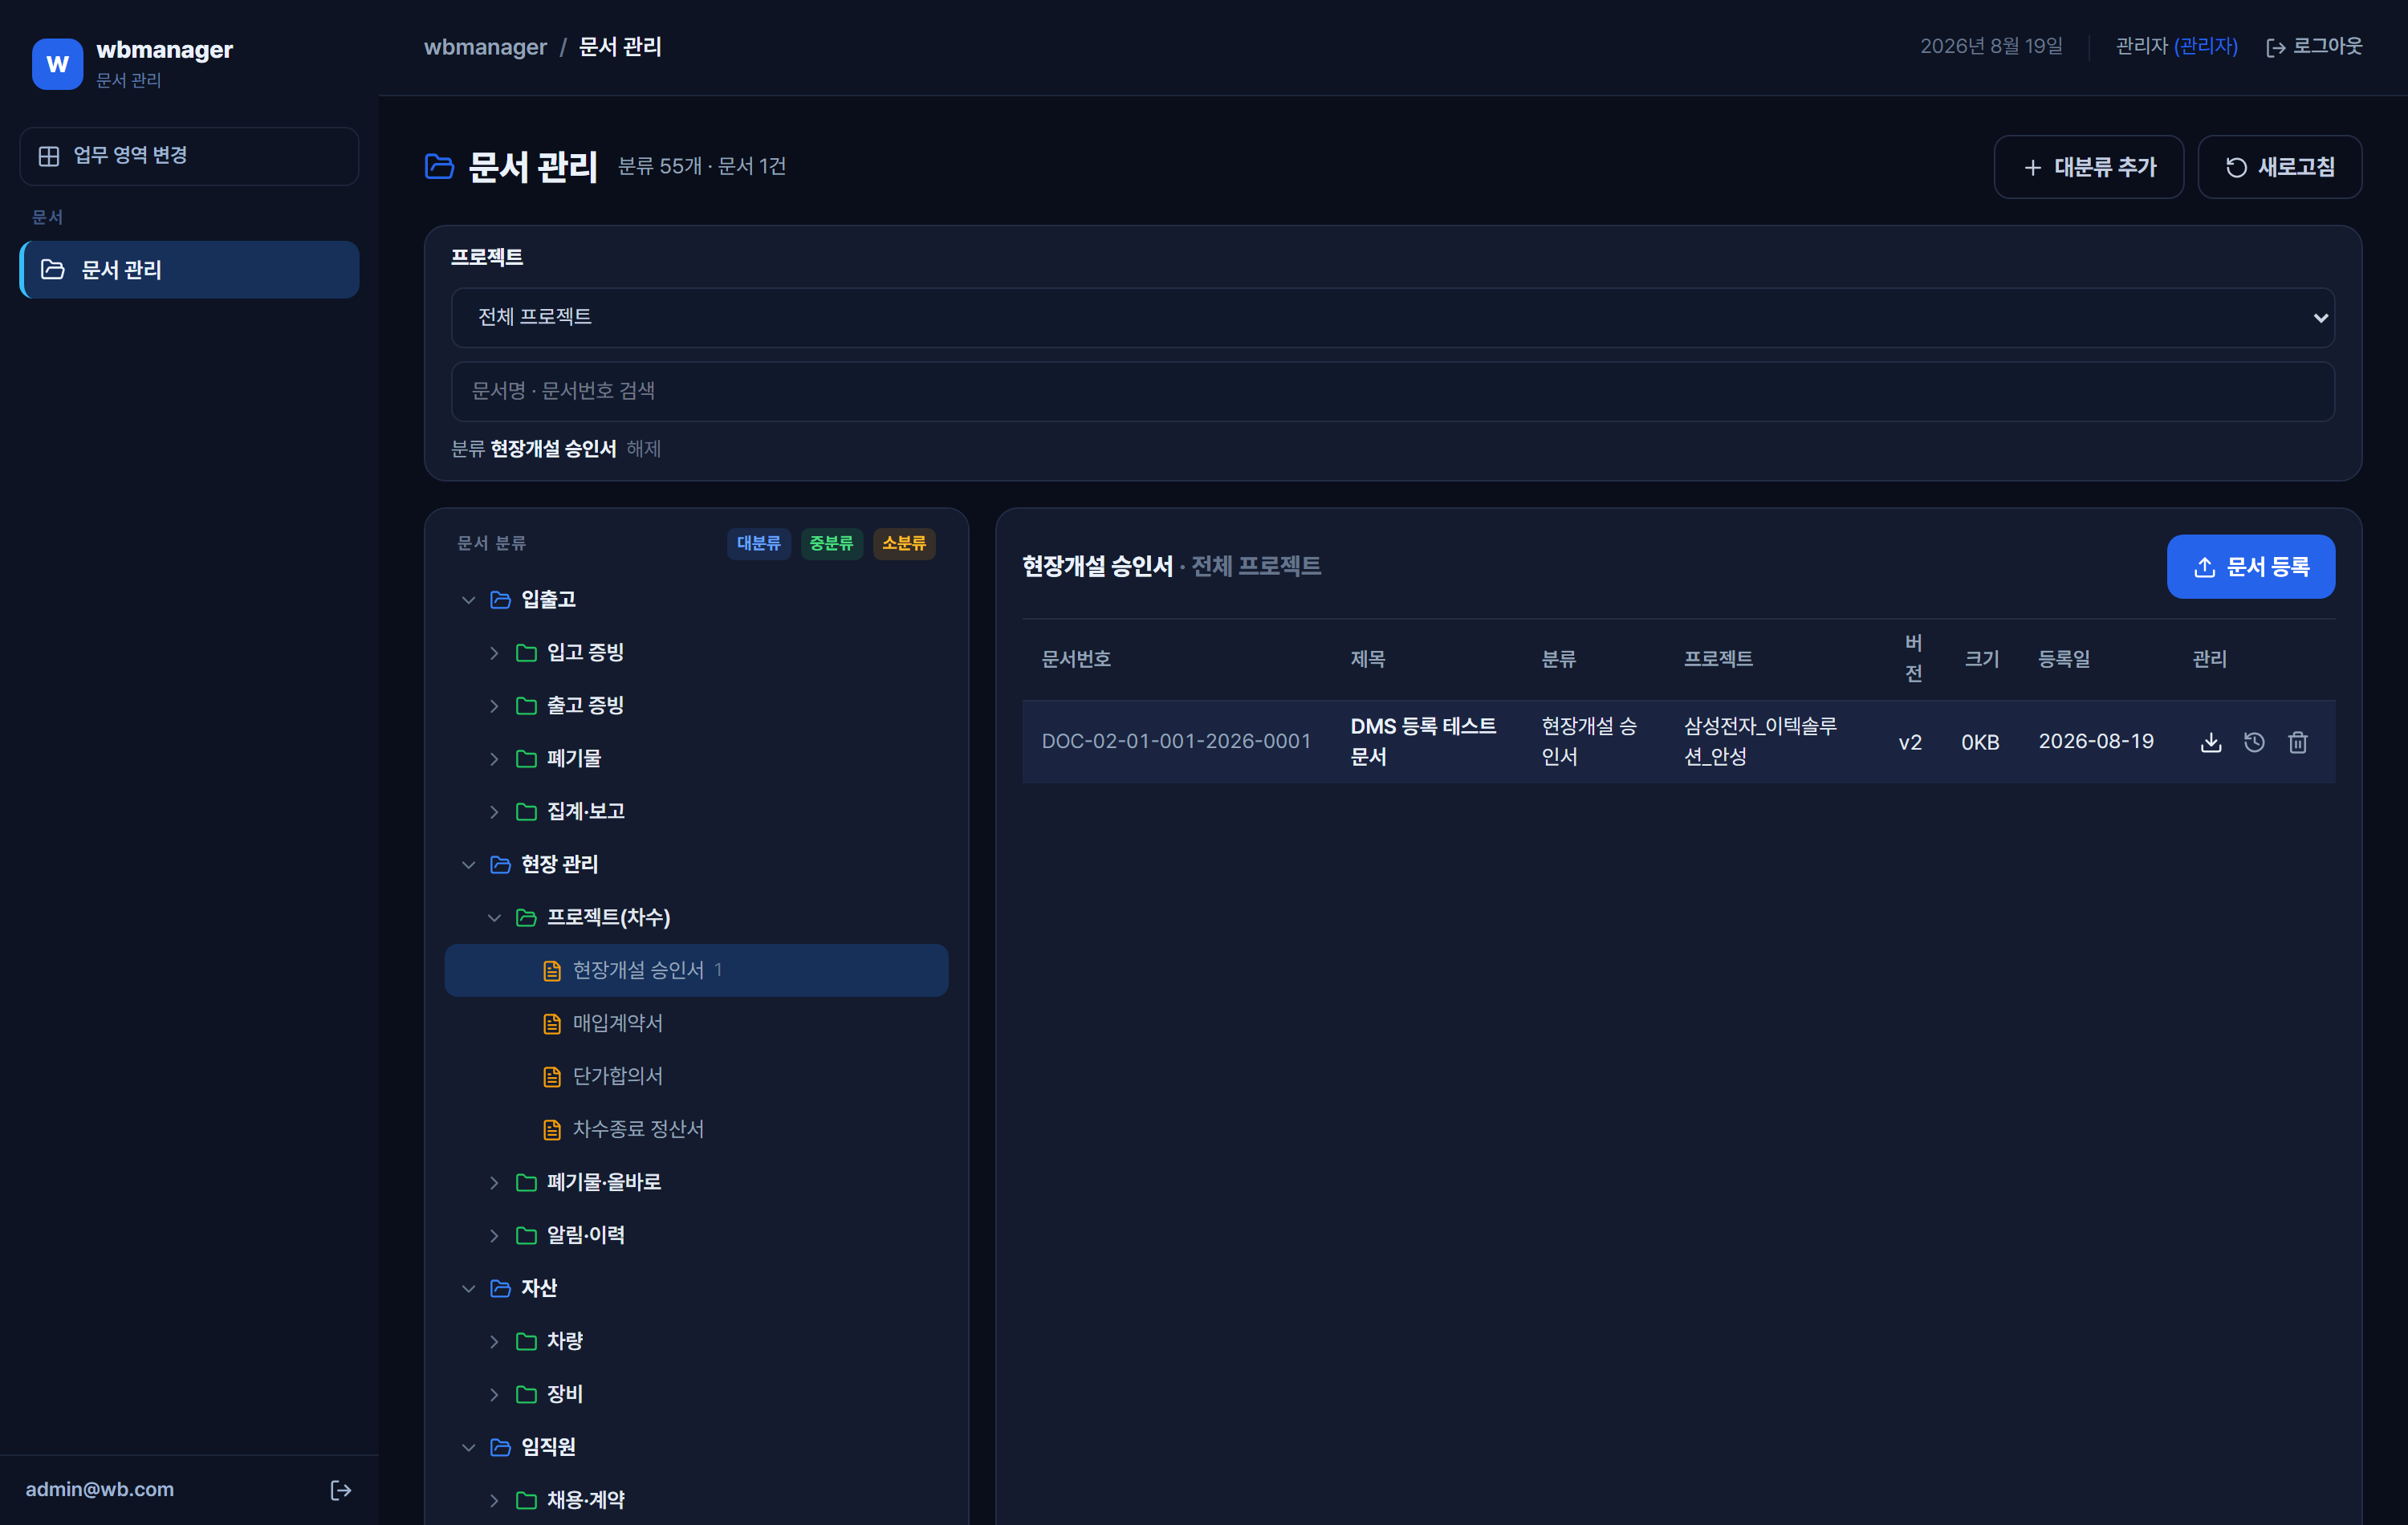 W
wbmanager
문서 관리
업무 영역 변경
문서
문서 관리
admin@wb.com
wbmanager / 문서 관리
2026년 8월 19일
관리자 (관리자)
로그아웃
문서 관리
분류 55개 · 문서 1건
대분류 추가
새로고침
프로젝트
전체 프로젝트
문서명 · 문서번호 검색
분류 현장개설 승인서 해제
문서 분류
대분류
중분류
소분류
입출고
입고 증빙
출고 증빙
폐기물
집계·보고
현장 관리
프로젝트(차수)
현장개설 승인서 1
매입계약서
단가합의서
차수종료 정산서
폐기물·올바로
알림·이력
자산
차량
장비
임직원
채용·계약
현장개설 승인서 · 전체 프로젝트
문서 등록
문서번호
제목
분류
프로젝트
버
전
크기
등록일
관리
DOC-02-01-001-2026-0001
DMS 등록 테스트
문서
현장개설 승
인서
삼성전자_이텍솔루
션_안성
v2
0KB
2026-08-19